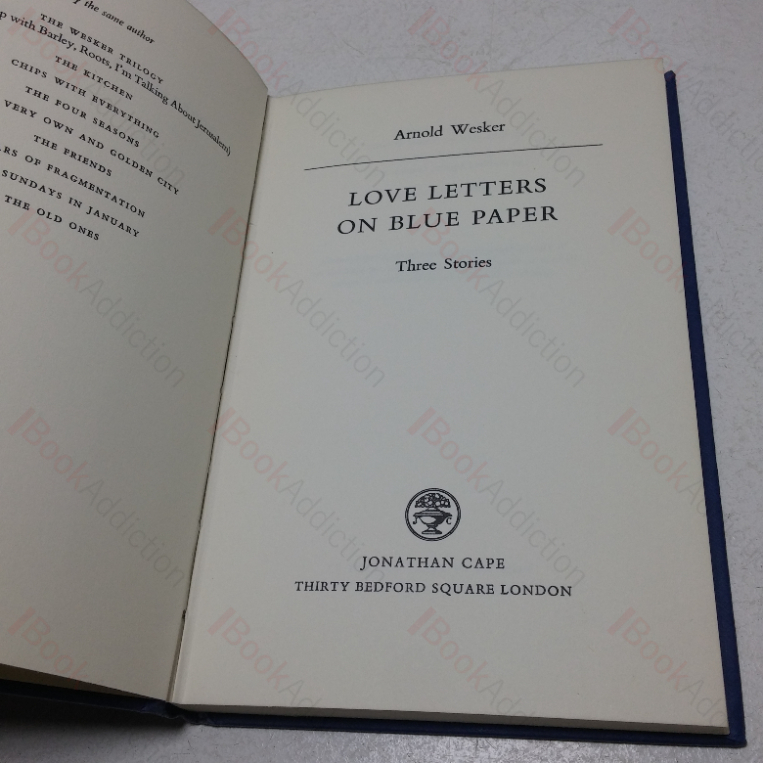 by the same author
THE WESKER TRILOGY
with Barley, Roots, I'm Talking About Jerusalem)
THE KITCHEN
CHIPS WITH EVERYTHING
THE FOUR SEASONS
VERY OWN AND GOLDEN CITY
THE FRIENDS
OF FRAGMENTATION
SUNDAYS IN JANUARY
THE OLD ONES
Arnold Wesker
LOVE LETTERS
ON BLUE PAPER
Three Stories
J C
JONATHAN CAPE
THIRTY BEDFORD SQUARE LONDON
BookAddiction